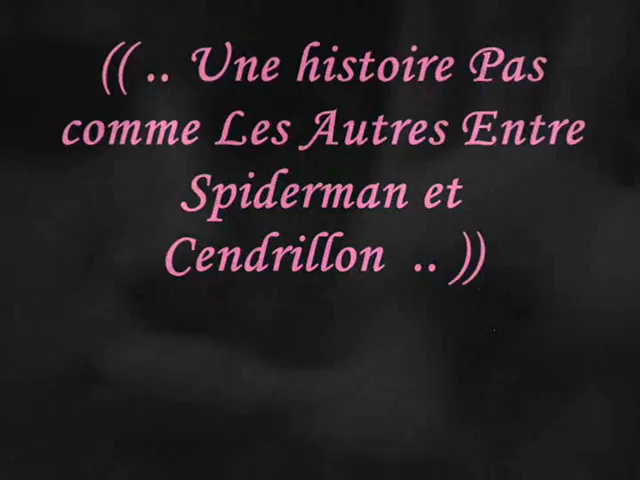 (( .. Une histoire Pas
comme Les Autres Entre
Spiderman et
Cendrillon .. ))